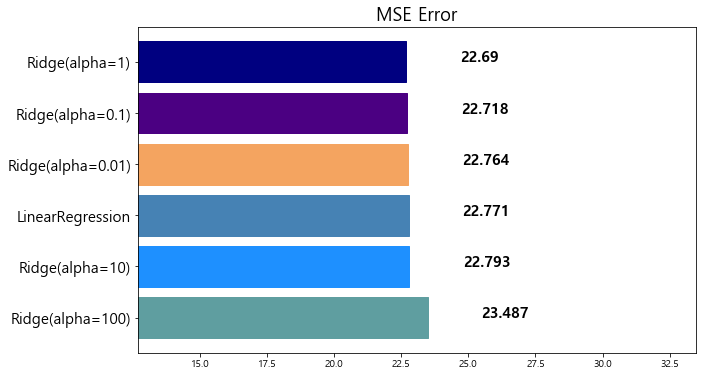 MSE Error
Ridge(alpha=1) 22.69
Ridge(alpha=0.1) 22.718
Ridge(alpha=0.01) 22.764
LinearRegression 22.771
Ridge(alpha=10) 22.793
Ridge(alpha=100) 23.487
15.0 17.5 20.0 22.5 25.0 27.5 30.0 32.5